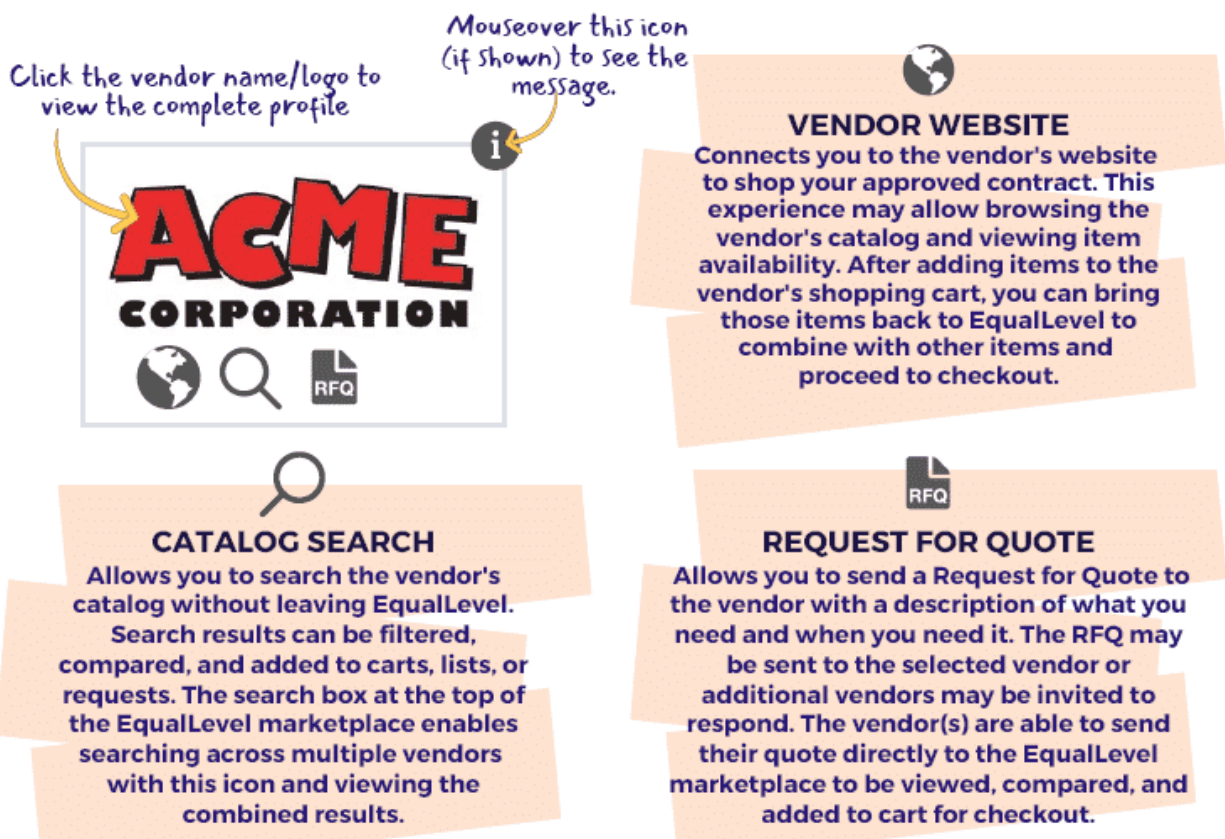 Click the vendor name/logo to
view the complete profile
Mouseover this icon
(if shown) to see the
message.
i
ACME
CORPORATION
RFQ
VENDOR WEBSITE
Connects you to the vendor's website
to shop your approved contract. This
experience may allow browsing the
vendor's catalog and viewing item
availability. After adding items to the
vendor's shopping cart, you can bring
those items back to EqualLevel to
combine with other items and
proceed to checkout.
CATALOG SEARCH
Allows you to search the vendor's
catalog without leaving EqualLevel.
Search results can be filtered,
compared, and added to carts, lists, or
requests. The search box at the top of
the EqualLevel marketplace enables
searching across multiple vendors
with this icon and viewing the
combined results.
RFQ
REQUEST FOR QUOTE
Allows you to send a Request for Quote to
the vendor with a description of what you
need and when you need it. The RFQ may
be sent to the selected vendor or
additional vendors may be invited to
respond. The vendor(s) are able to send
their quote directly to the EqualLevel
marketplace to be viewed, compared, and
added to cart for checkout.